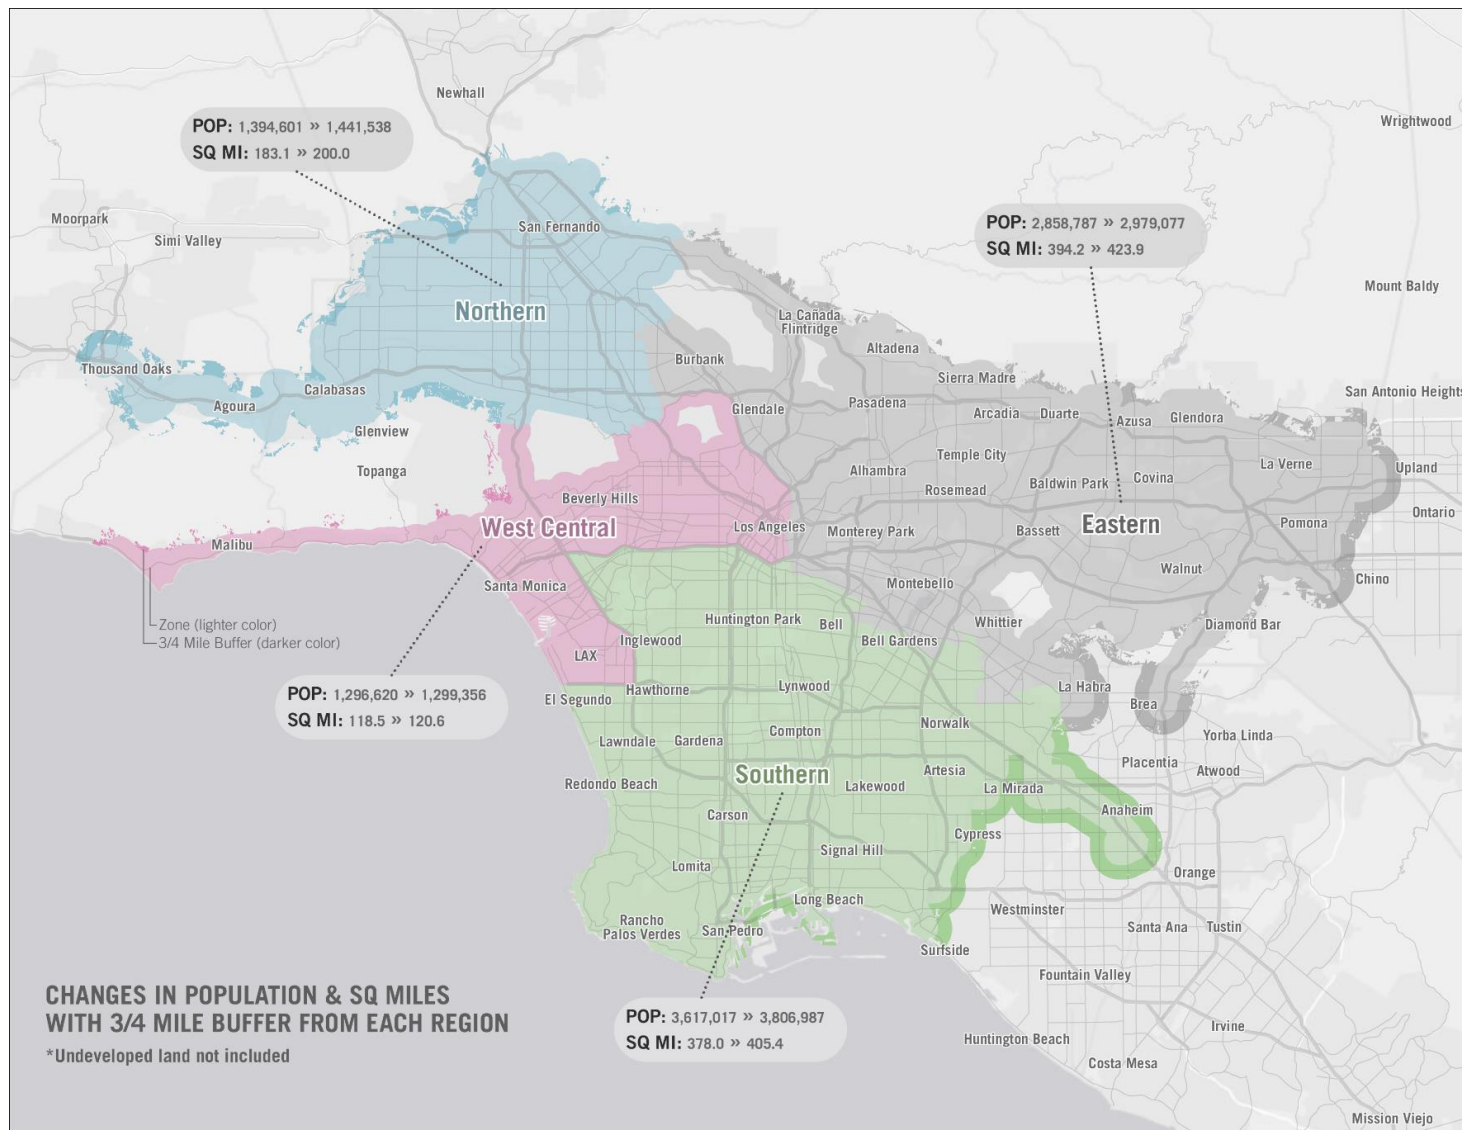 Newhall
Wrightwood
POP: 1,394,601 » 1,441,538
SQ MI: 183.1 » 200.0
Moorpark
Simi Valley
San Fernando
POP: 2,858,787 » 2,979,077
SQ MI: 394.2 » 423.9
Mount Baldy
Northern
La Cañada
Flintridge
Altadena
Burbank
Thousand Oaks
Calabasas
Agoura
Sierra Madre
San Antonio Heights
Glendale
Pasadena
Arcadia
Duarte
Azusa
Glendora
Glenview
Topanga
Alhambra
Temple City
La Verne
Upland
Rosemead
Baldwin Park
Covina
Beverly Hills
West Central
Los Angeles
Monterey Park
Bassett
Eastern
Pomona
Ontario
Malibu
Santa Monica
Montebello
Walnut
Chino
Zone (lighter color)
3/4 Mile Buffer (darker color)
Huntington Park
Bell
Whittier
Diamond Bar
Inglewood
Bell Gardens
LAX
POP: 1,296,620 » 1,299,356
SQ MI: 118.5 » 120.6
El Segundo
Hawthorne
Lynwood
La Habra
Brea
Lawndale
Gardena
Compton
Norwalk
Yorba Linda
Redondo Beach
Southern
Lakewood
Artesia
La Mirada
Placentia
Atwood
Carson
Anaheim
Cypress
Signal Hill
Lomita
Orange
Long Beach
Westminster
Rancho
Palos Verdes
San Pedro
Santa Ana
Tustin
Surfside
Fountain Valley
CHANGES IN POPULATION & SQ MILES
WITH 3/4 MILE BUFFER FROM EACH REGION
*Undeveloped land not included
POP: 3,617,017 » 3,806,987
SQ MI: 378.0 » 405.4
Irvine
Huntington Beach
Costa Mesa
Mission Viejo